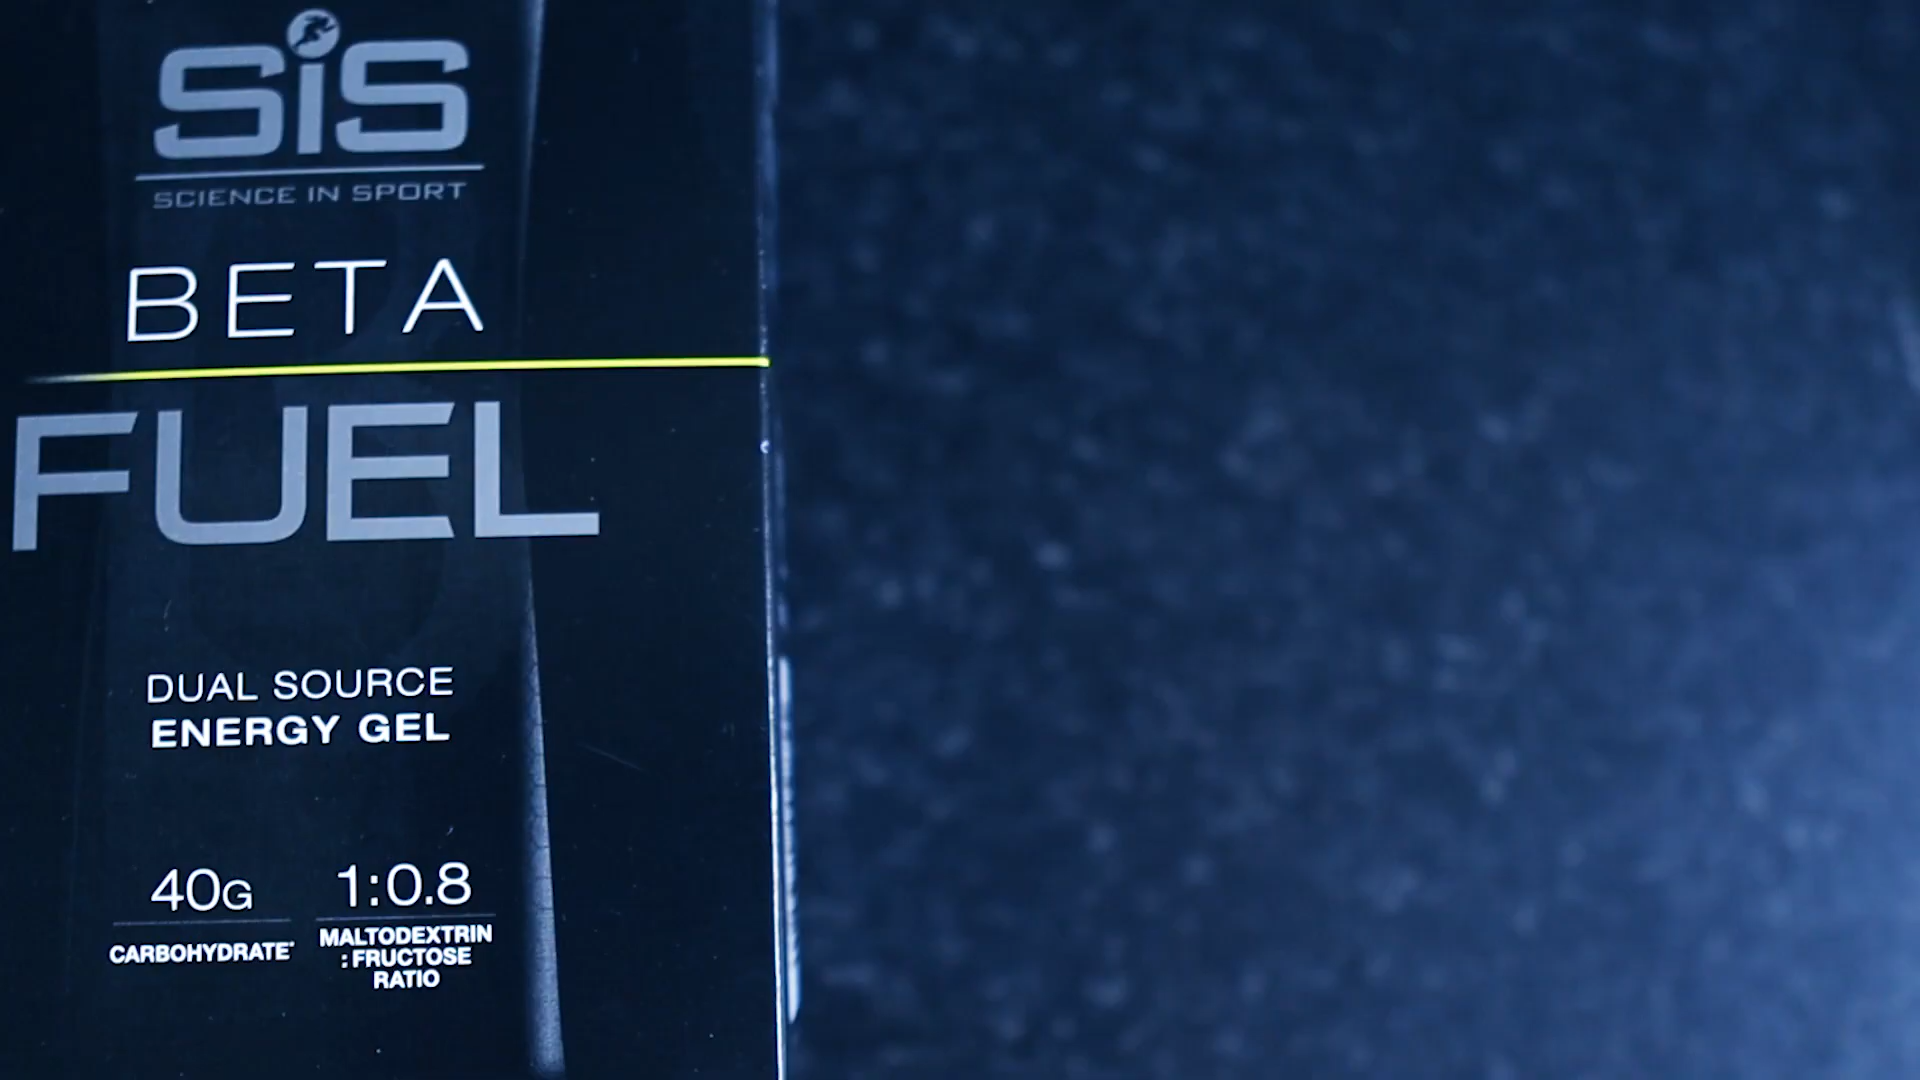 SiS
SCIENCE IN SPORT
BETA
FUEL
DUAL SOURCE
ENERGY GEL
40G
CARBOHYDRATE*
1:0.8
MALTODEXTRIN
:FRUCTOSE
RATIO